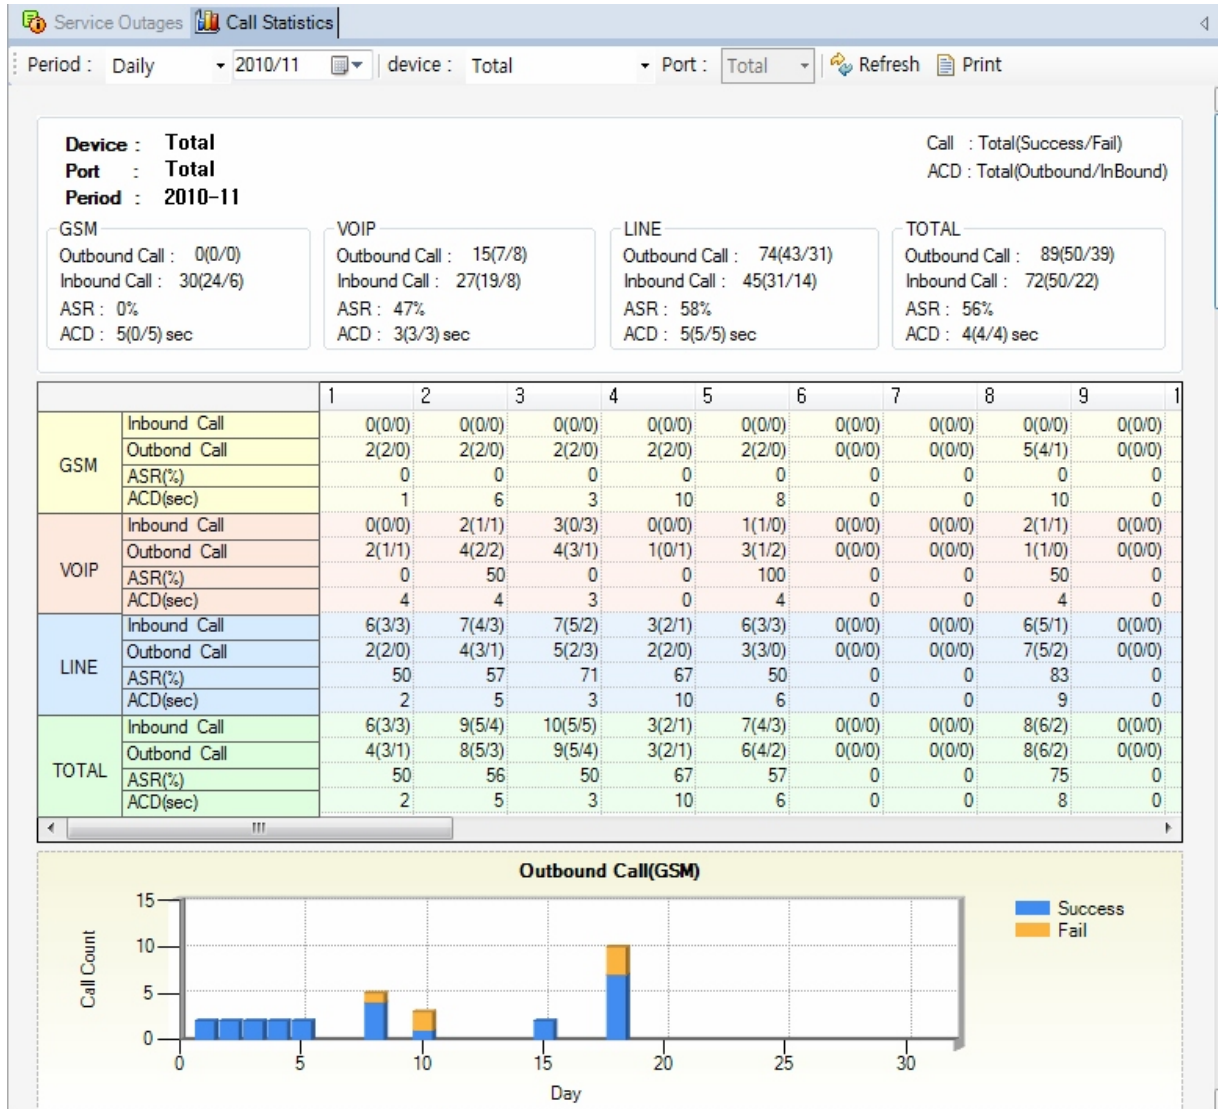 Service Outages Call Statistics
Period : Daily 2010/11 device : Total Port : Total Refresh Print
Device : Total
Port : Total
Period : 2010-11
Call : Total(Success/Fail)
ACD : Total(Outbound/InBound)
GSM
Outbound Call : 0(0/0)
Inbound Call : 30(24/6)
ASR : 0%
ACD : 5(0/5) sec
VOIP
Outbound Call : 15(7/8)
Inbound Call : 27(19/8)
ASR : 47%
ACD : 3(3/3) sec
LINE
Outbound Call : 74(43/31)
Inbound Call : 45(31/14)
ASR : 58%
ACD : 5(5/5) sec
TOTAL
Outbound Call : 89(50/39)
Inbound Call : 72(50/22)
ASR : 56%
ACD : 4(4/4) sec
1 2 3 4 5 6 7 8 9 1
GSM
Inbound Call 0(0/0) 0(0/0) 0(0/0) 0(0/0) 0(0/0) 0(0/0) 0(0/0) 0(0/0) 0(0/0)
Outbond Call 2(2/0) 2(2/0) 2(2/0) 2(2/0) 2(2/0) 0(0/0) 0(0/0) 5(4/1) 0(0/0)
ASR(%) 0 0 0 0 0 0 0 0 0
ACD(sec) 1 6 3 10 8 0 0 10 0
VOIP
Inbound Call 0(0/0) 2(1/1) 3(0/3) 0(0/0) 1(1/0) 0(0/0) 0(0/0) 2(1/1) 0(0/0)
Outbond Call 2(1/1) 4(2/2) 4(3/1) 1(0/1) 3(1/2) 0(0/0) 0(0/0) 1(1/0) 0(0/0)
ASR(%) 0 50 0 0 100 0 0 50 0
ACD(sec) 4 4 3 0 4 0 0 4 0
LINE
Inbound Call 6(3/3) 7(4/3) 7(5/2) 3(2/1) 6(3/3) 0(0/0) 0(0/0) 6(5/1) 0(0/0)
Outbond Call 2(2/0) 4(3/1) 5(2/3) 2(2/0) 3(3/0) 0(0/0) 0(0/0) 7(5/2) 0(0/0)
ASR(%) 50 57 71 67 50 0 0 83 0
ACD(sec) 2 5 3 10 6 0 0 9 0
TOTAL
Inbound Call 6(3/3) 9(5/4) 10(5/5) 3(2/1) 7(4/3) 0(0/0) 0(0/0) 8(6/2) 0(0/0)
Outbond Call 4(3/1) 8(5/3) 9(5/4) 3(2/1) 6(4/2) 0(0/0) 0(0/0) 8(6/2) 0(0/0)
ASR(%) 50 56 50 67 57 0 0 75 0
ACD(sec) 2 5 3 10 6 0 0 8 0
Outbound Call(GSM)
Call Count
15
10
5
0
0 5 10 15 20 25 30
Day
Success
Fail